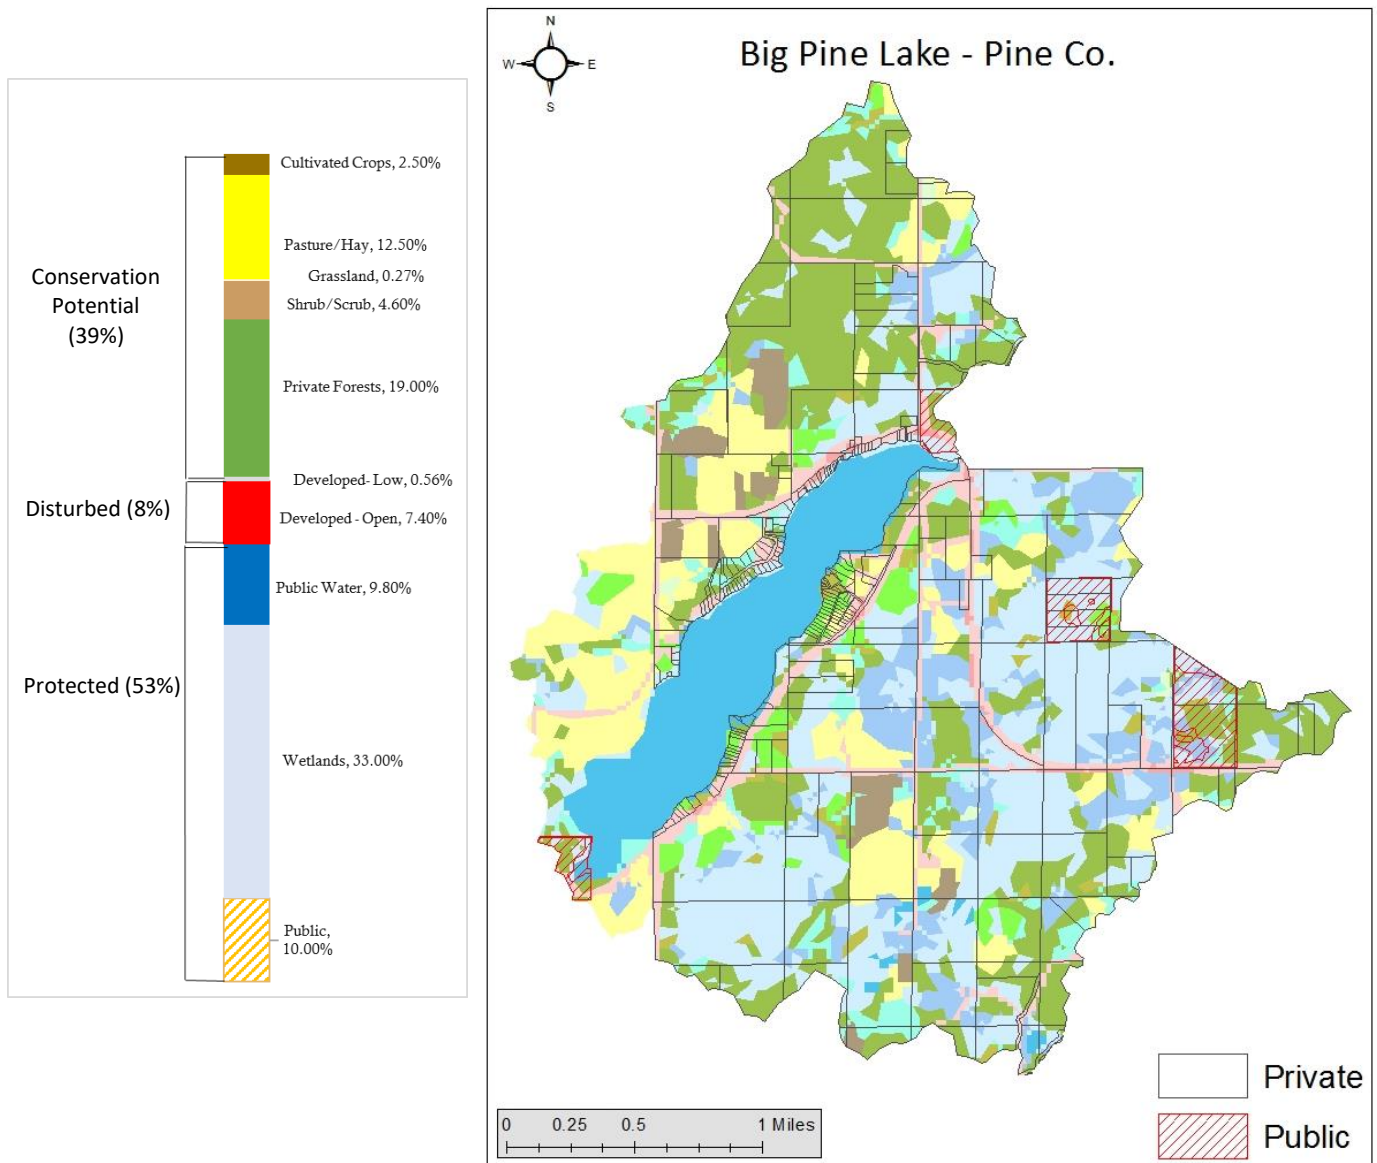 Cultivated Crops, 2.50%
Pasture/Hay, 12.50%
Grassland, 0.27%
Shrub/Scrub, 4.60%
Conservation
Potential
(39%)
Private Forests, 19.00%
Developed-Low, 0.56%
Disturbed (8%)
Developed - Open, 7.40%
Public Water, 9.80%
Protected (53%)
Wetlands, 33.00%
Public,
10.00%
N
W
E
S
Big Pine Lake - Pine Co.
0 0.25 0.5 1 Miles
Private
Public